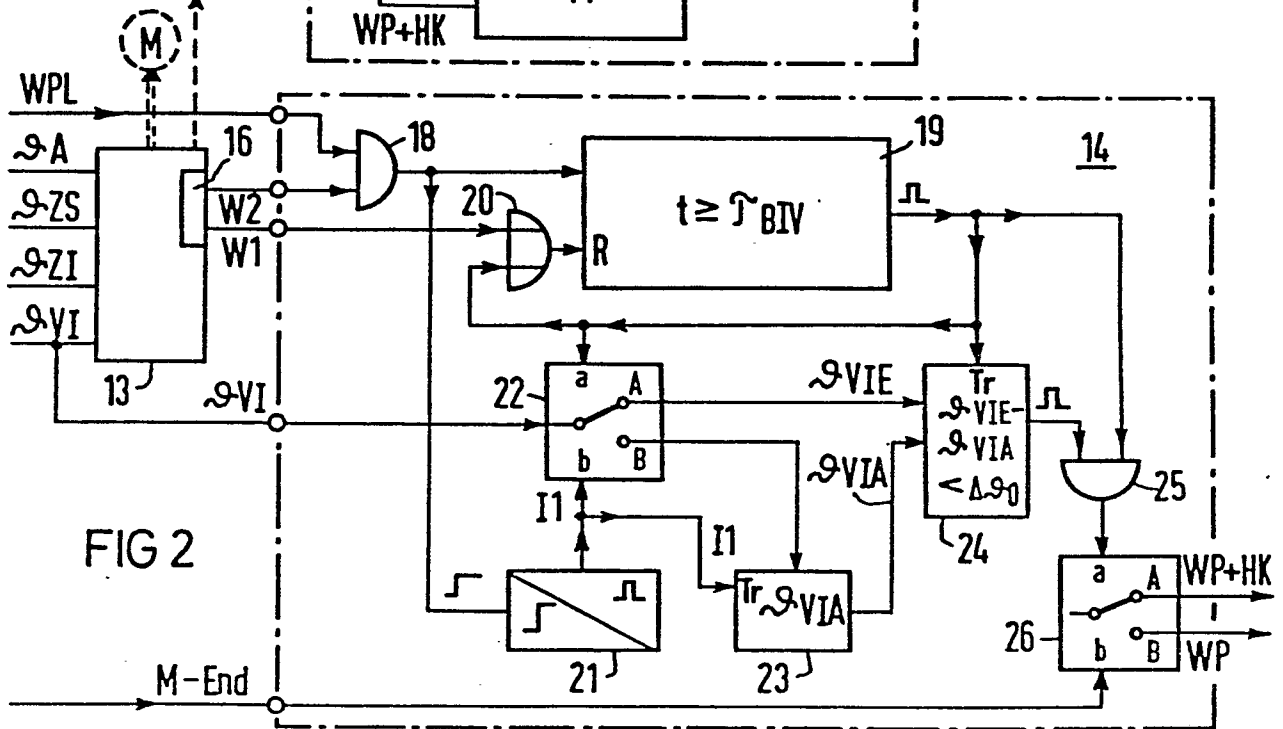 M
WP+HK
WPL
ϑA
ϑZS
ϑZI
ϑVI
16
W2
W1
13
ϑVI
18
20
19
t ≥ 𝒯BIV
R
14
22
a
A
b
B
ϑVIE
ϑVIA
Tr
ϑVIE-
ϑVIA
< Δϑ0
24
25
I1
I1
FIG 2
21
Tr ϑVIA
23
a
A
b
B
26
WP+HK
WP
M-End